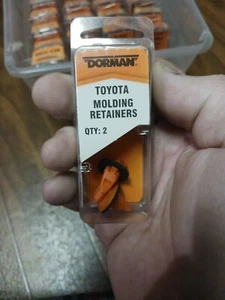 DORMAN
TOYOTA
MOLDING
RETAINERS
QTY: 2